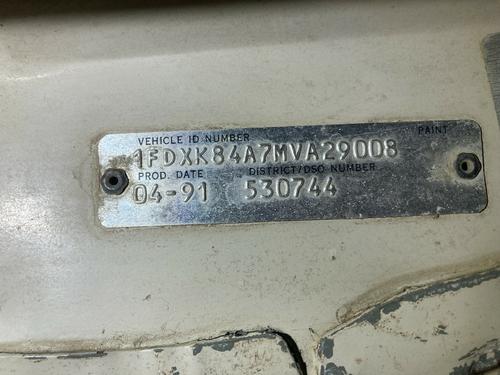 VEHICLE ID NUMBER PAINT
1FDXK84A7MVA29008
PROD. DATE DISTRICT/DSO NUMBER
04-91 530744